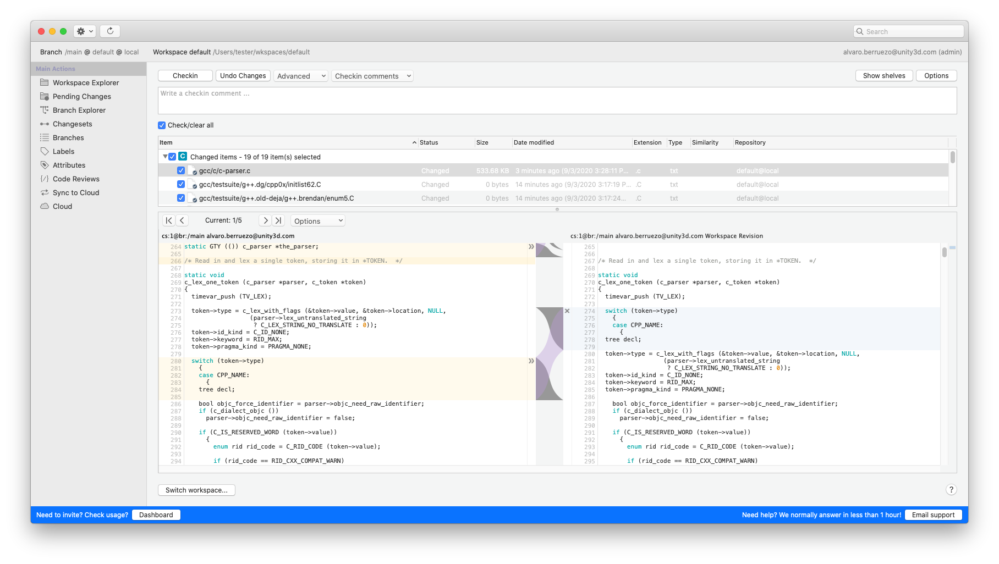 Search
Branch /main @ default @ local Workspace default /Users/tester/wkspaces/default alvaro.berruezo@unity3d.com (admin)
Main Actions
Workspace Explorer
Pending Changes
Branch Explorer
Changesets
Branches
Labels
Attributes
Code Reviews
Sync to Cloud
Cloud
Checkin Undo Changes Advanced Checkin comments Show shelves Options
Write a checkin comment ...
Check/clear all
Item Status Size Date modified Extension Type Similarity Repository
C Changed items - 19 of 19 item(s) selected
gcc/c/c-parser.c Changed 533.68 KB 3 minutes ago (9/3/2020 3:28:11 P... .c txt default@local
gcc/testsuite/g++.dg/cpp0x/initlist62.C Changed 0 bytes 14 minutes ago (9/3/2020 3:17:19 P... .C txt default@local
gcc/testsuite/g++.old-deja/g++.brendan/enum5.C Changed 0 bytes 14 minutes ago (9/3/2020 3:17:24... .C txt default@local
Current: 1/5 Options
cs:1@br:/main alvaro.berruezo@unity3d.com
264 static GTY (()) c_parser *the_parser;
265
266 /* Read in and lex a single token, storing it in *TOKEN.  */
267
268 static void
269 c_lex_one_token (c_parser *parser, c_token *token)
270 {
271 timevar_push (TV_LEX);
272
273 token->type = c_lex_with_flags (&token->value, &token->location, NULL,
274 (parser->lex_untranslated_string
275 ? C_LEX_STRING_NO_TRANSLATE : 0));
276 token->id_kind = C_ID_NONE;
277 token->keyword = RID_MAX;
278 token->pragma_kind = PRAGMA_NONE;
279
280 switch (token->type)
281 {
282 case CPP_NAME:
283 {
284 tree decl;
285
286 bool objc_force_identifier = parser->objc_need_raw_identifier;
287 if (c_dialect_objc ())
288 parser->objc_need_raw_identifier = false;
289
290 if (C_IS_RESERVED_WORD (token->value))
291 {
292 enum rid rid_code = C_RID_CODE (token->value);
293
294 if (rid_code == RID_CXX_COMPAT_WARN)
cs:1@br:/main alvaro.berruezo@unity3d.com Workspace Revision
265
266
267 /* Read in and lex a single token, storing it in *TOKEN.  */
268
269 static void
270 c_lex_one_token (c_parser *parser, c_token *token)
271 {
272 timevar_push (TV_LEX);
273
274 switch (token->type)
275 {
276 case CPP_NAME:
277 {
278 tree decl;
279
280 token->type = c_lex_with_flags (&token->value, &token->location, NULL,
281 (parser->lex_untranslated_string
282 ? C_LEX_STRING_NO_TRANSLATE : 0));
283 token->id_kind = C_ID_NONE;
284 token->keyword = RID_MAX;
285 token->pragma_kind = PRAGMA_NONE;
286
287 bool objc_force_identifier = parser->objc_need_raw_identifier;
288 if (c_dialect_objc ())
289 parser->objc_need_raw_identifier = false;
290
291 if (C_IS_RESERVED_WORD (token->value))
292 {
293 enum rid rid_code = C_RID_CODE (token->value);
294
295 if (rid_code == RID_CXX_COMPAT_WARN)
Switch workspace... ?
Need to invite? Check usage? Dashboard Need help? We normally answer in less than 1 hour! Email support